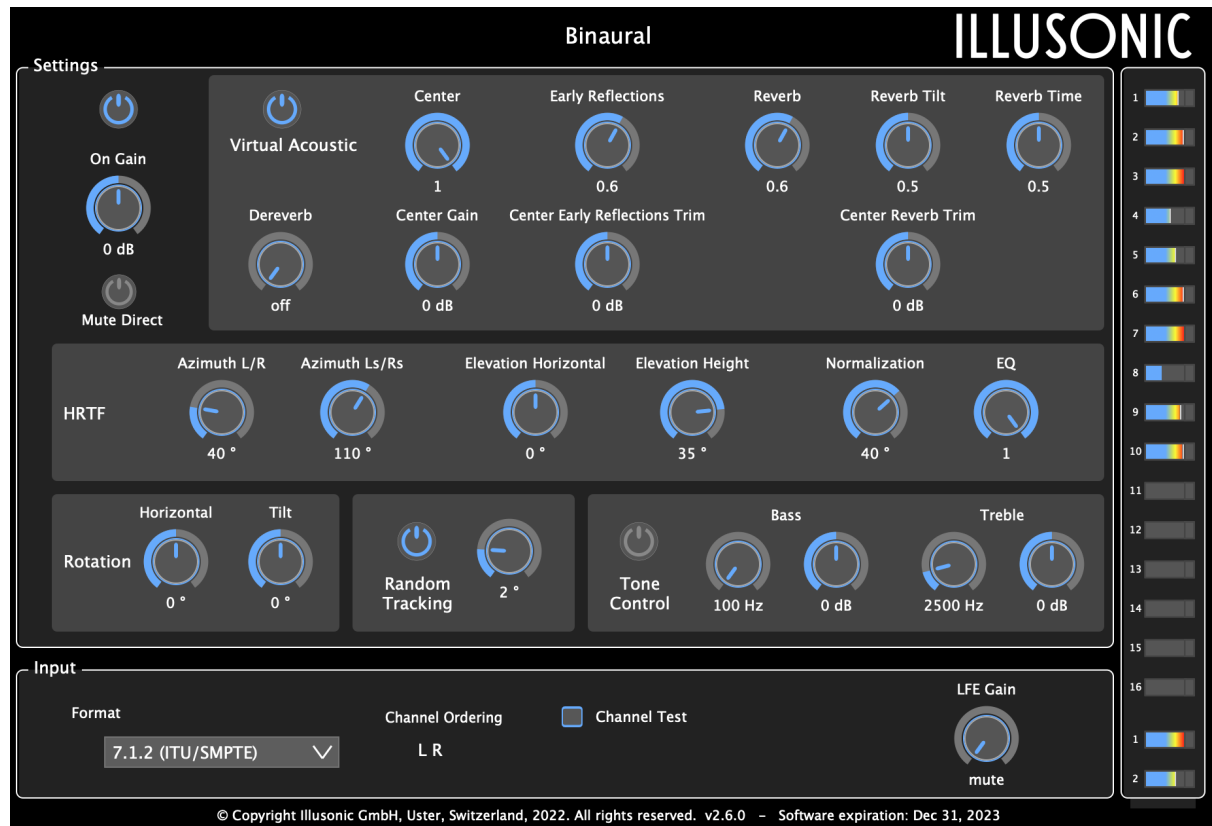 Binaural
ILLUSONIC
Settings
On Gain
0 dB
Mute Direct
Virtual Acoustic
Center
1
Early Reflections
0.6
Reverb
0.6
Reverb Tilt
0.5
Reverb Time
0.5
Dereverb
off
Center Gain
0 dB
Center Early Reflections Trim
0 dB
Center Reverb Trim
0 dB
HRTF
Azimuth L/R
40 °
Azimuth Ls/Rs
110 °
Elevation Horizontal
0 °
Elevation Height
35 °
Normalization
40 °
EQ
1
Rotation
Horizontal
0 °
Tilt
0 °
Random
Tracking
2 °
Tone
Control
Bass
100 Hz
0 dB
Treble
2500 Hz
0 dB
Input
Format
7.1.2 (ITU/SMPTE)
Channel Ordering
L R
Channel Test
LFE Gain
mute
1
2
3
4
5
6
7
8
9
10
11
12
13
14
15
16
1
2
© Copyright Illusonic GmbH, Uster, Switzerland, 2022. All rights reserved. v2.6.0 – Software expiration: Dec 31, 2023